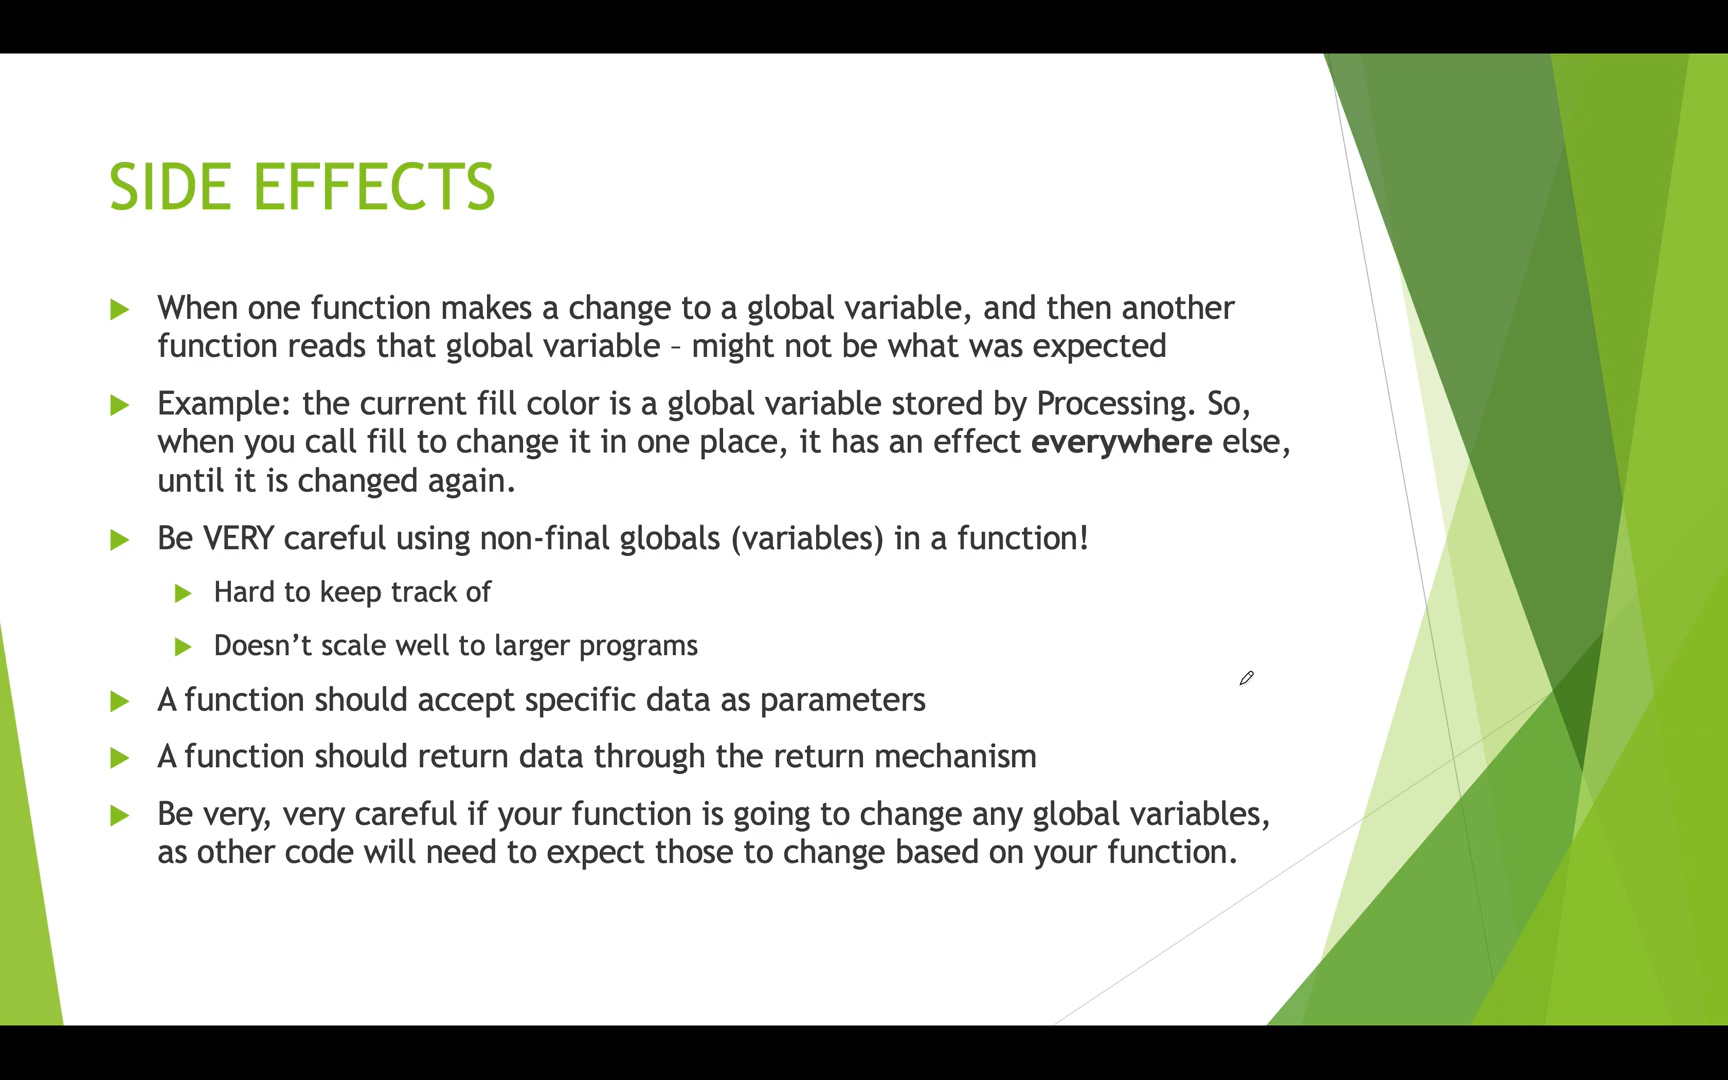 SIDE EFFECTS
When one function makes a change to a global variable, and then another
function reads that global variable – might not be what was expected
Example: the current fill color is a global variable stored by Processing. So,
when you call fill to change it in one place, it has an effect everywhere else,
until it is changed again.
Be VERY careful using non-final globals (variables) in a function!
Hard to keep track of
Doesn’t scale well to larger programs
A function should accept specific data as parameters
A function should return data through the return mechanism
Be very, very careful if your function is going to change any global variables,
as other code will need to expect those to change based on your function.